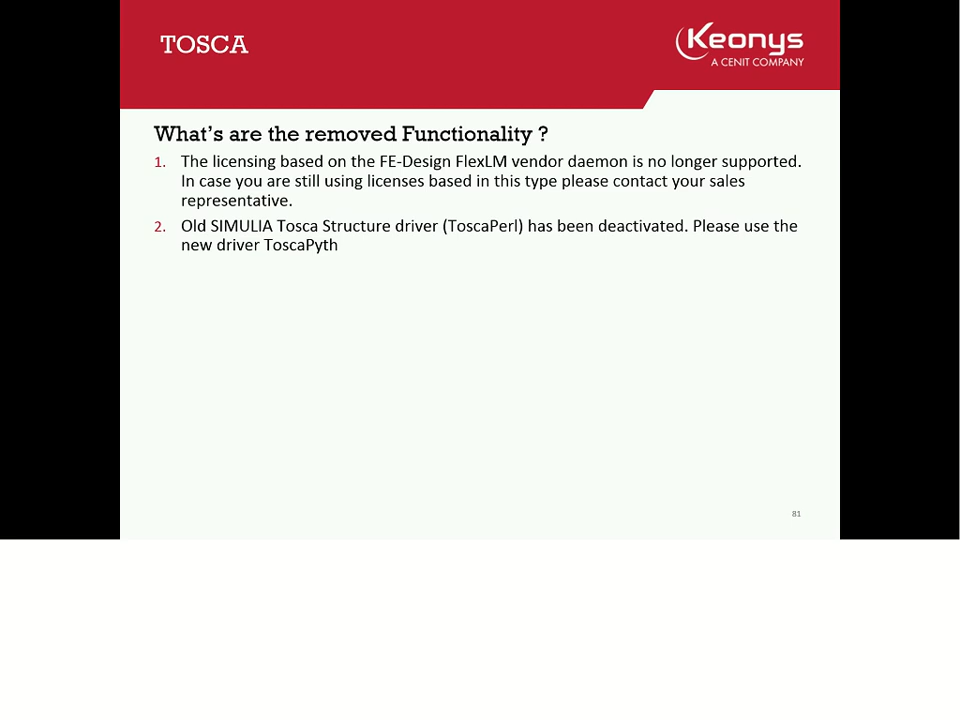 TOSCA
Keonys
A CENIT COMPANY
What's are the removed Functionality ?
1. The licensing based on the FE-Design FlexLM vendor daemon is no longer supported.
In case you are still using licenses based in this type please contact your sales
representative.
2. Old SIMULIA Tosca Structure driver (ToscaPerl) has been deactivated. Please use the
new driver ToscaPyth
81